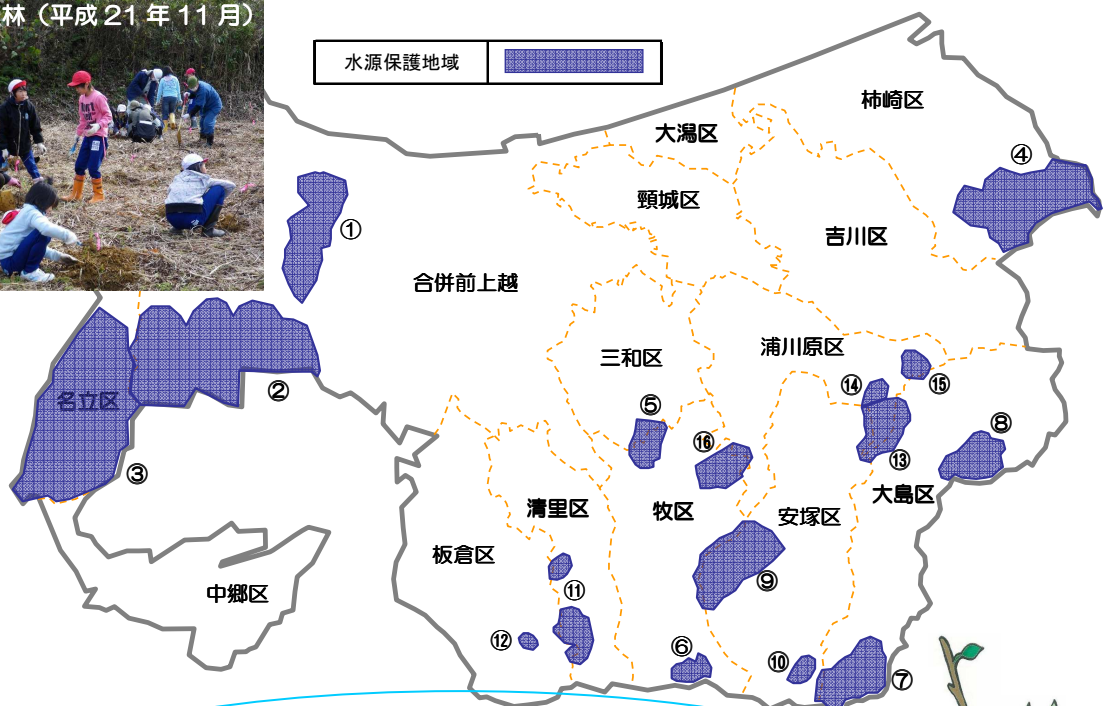 林（平成21年11月）
水源保護地域
柿崎区
大潟区
④
頸城区
①
吉川区
合併前上越
浦川原区
三和区
⑭
⑮
②
名立区
⑤
⑧
⑯
⑬
③
大島区
清里区
牧区
安塚区
板倉区
⑨
⑪
中郷区
⑫
⑥
⑩
⑦